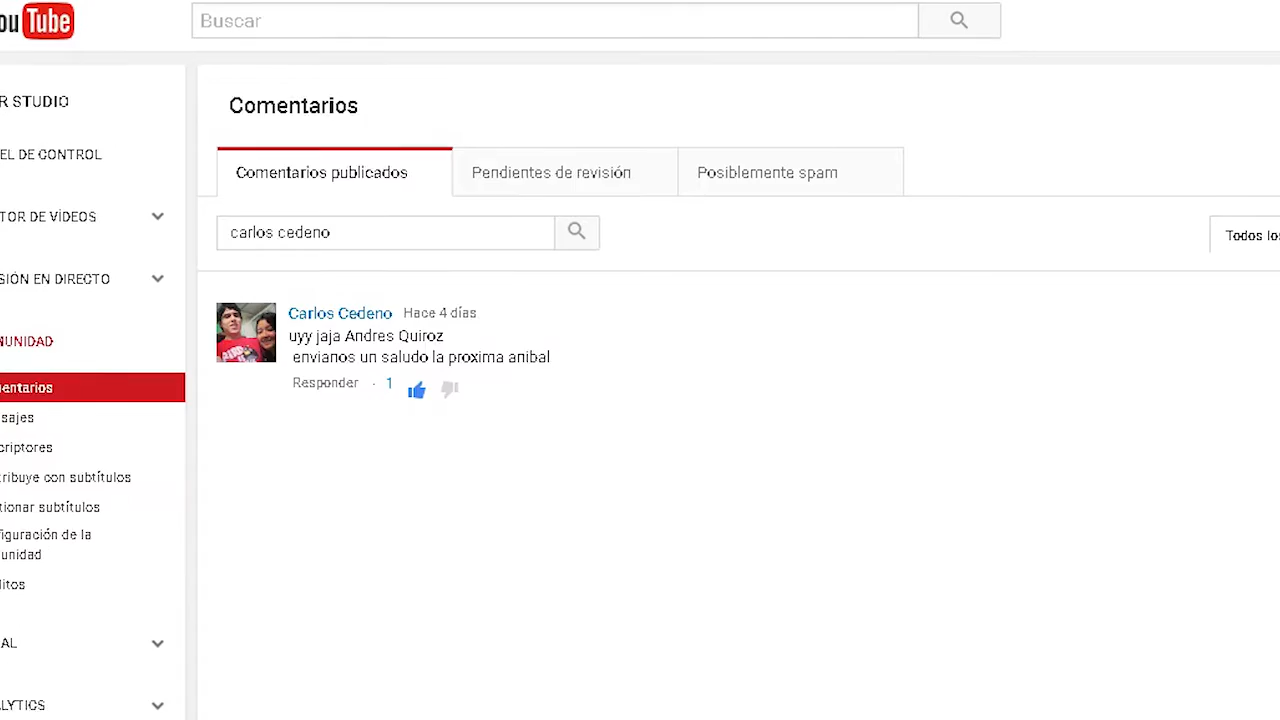 ou Tube
Buscar
R STUDIO
EL DE CONTROL
TOR DE VÍDEOS
SIÓN EN DIRECTO
UNIDAD
entarios
sajes
criptores
tribuye con subtítulos
tionar subtítulos
figuración de la
unidad
ditos
AL
LYTICS
Comentarios
Comentarios publicados
Pendientes de revisión
Posiblemente spam
carlos cedeno
Todos los
Carlos Cedeno Hace 4 días
uyy jaja Andres Quiroz
envianos un saludo la proxima anibal
Responder · 1